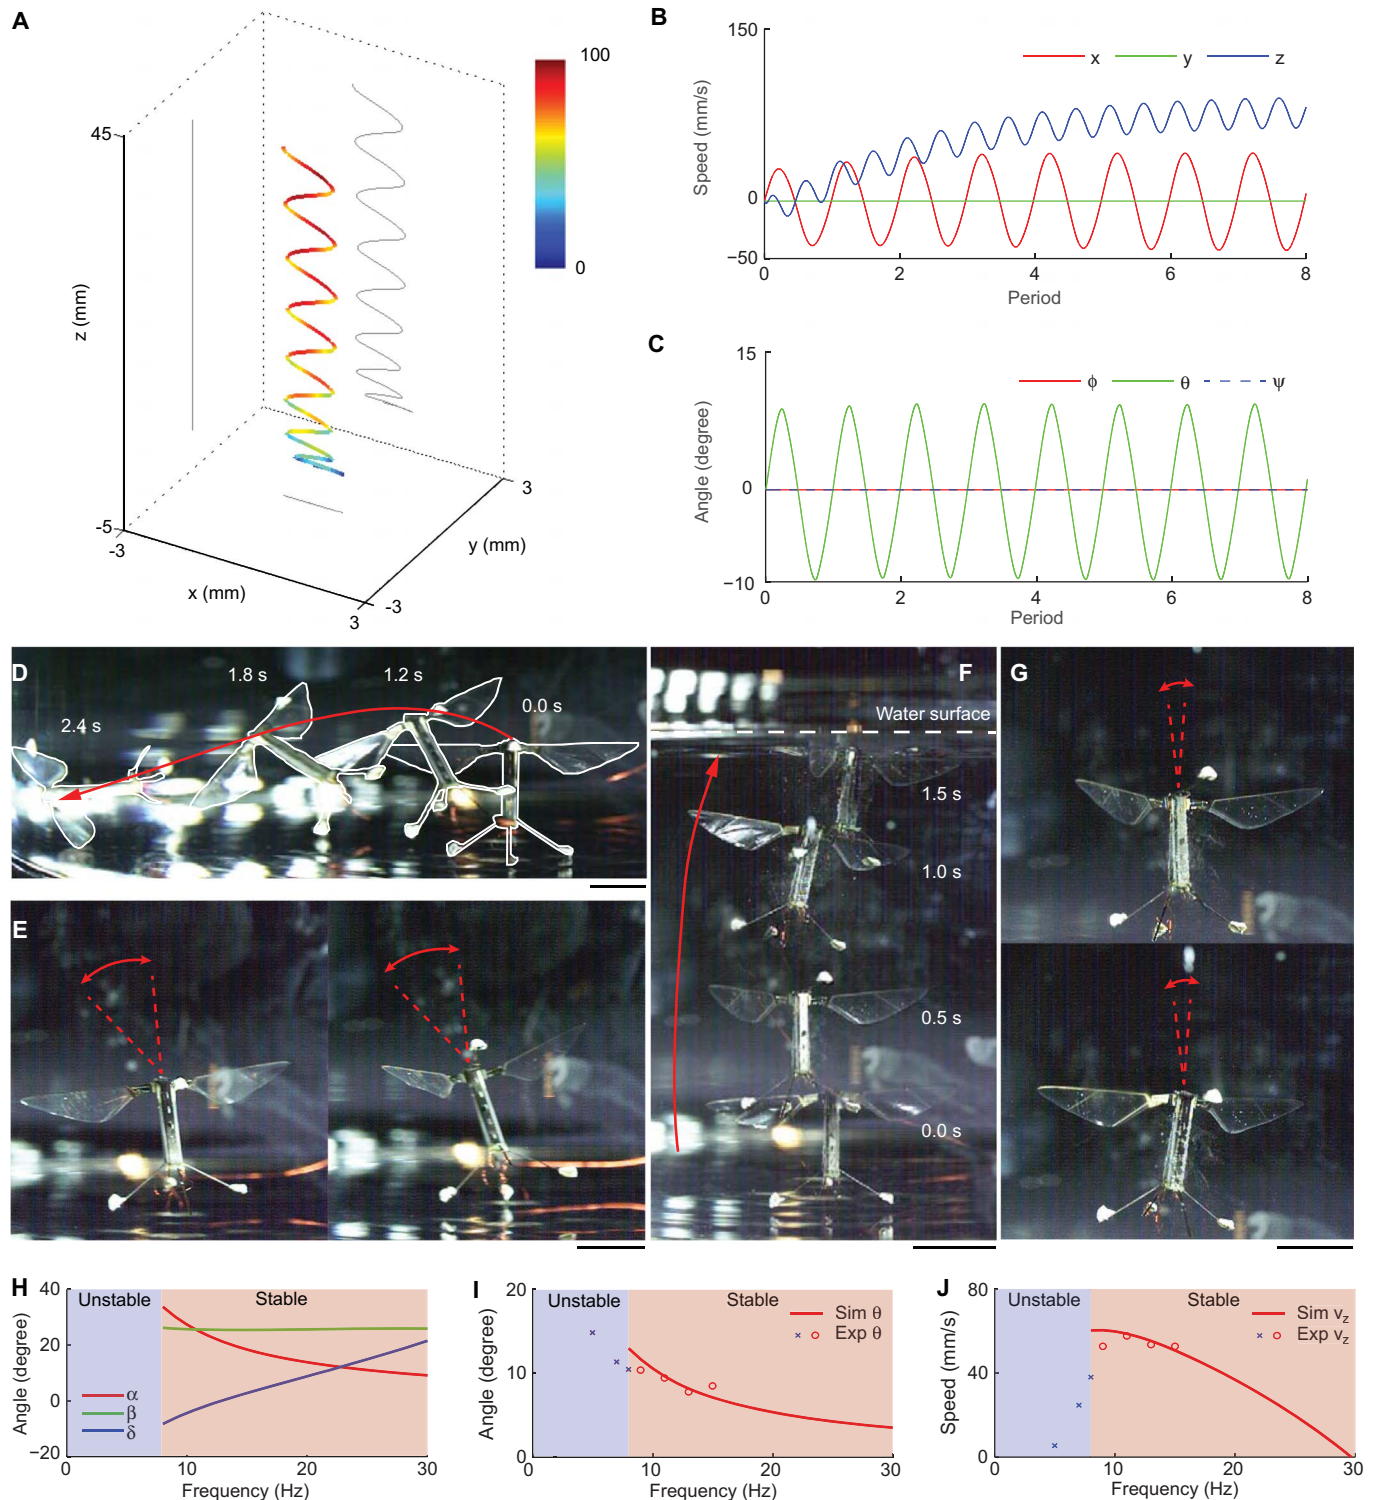 A
100
0
45
z (mm)
-5
-3
x (mm)
3
-3
y (mm)
3
B
150
x y z
Speed (mm/s)
0
−50
0 2 4 6 8
Period
C
15
ϕ θ ψ
Angle (degree)
0
−10
0 2 4 6 8
Period
D
2.4 s
1.8 s
1.2 s
0.0 s
E
F
Water surface
1.5 s
1.0 s
0.5 s
0.0 s
G
H
40
Unstable Stable
Angle (degree)
20
0
−20
α
β
δ
0 10 20 30
Frequency (Hz)
I
20
Unstable Stable
Sim θ
Exp θ
Angle (degree)
10
0
0 10 20 30
Frequency (Hz)
J
80
Unstable Stable
Sim vz
Exp vz
Speed (mm/s)
40
0
0 10 20 30
Frequency (Hz)